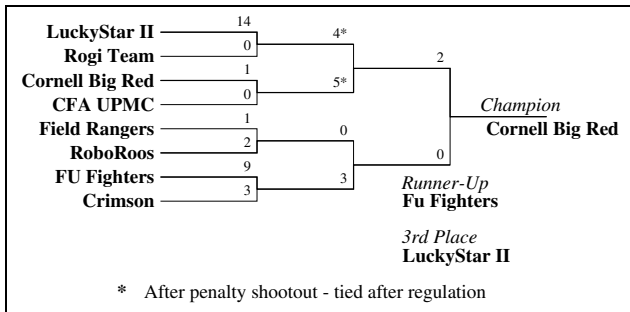 LuckyStar II 14
Rogi Team 0
Cornell Big Red 1
CFA UPMC 0
Field Rangers 1
RoboRoos 2
FU Fighters 9
Crimson 3
4*
5*
0
3
2
0
Champion
Cornell Big Red
Runner-Up
Fu Fighters
3rd Place
LuckyStar II
* After penalty shootout - tied after regulation